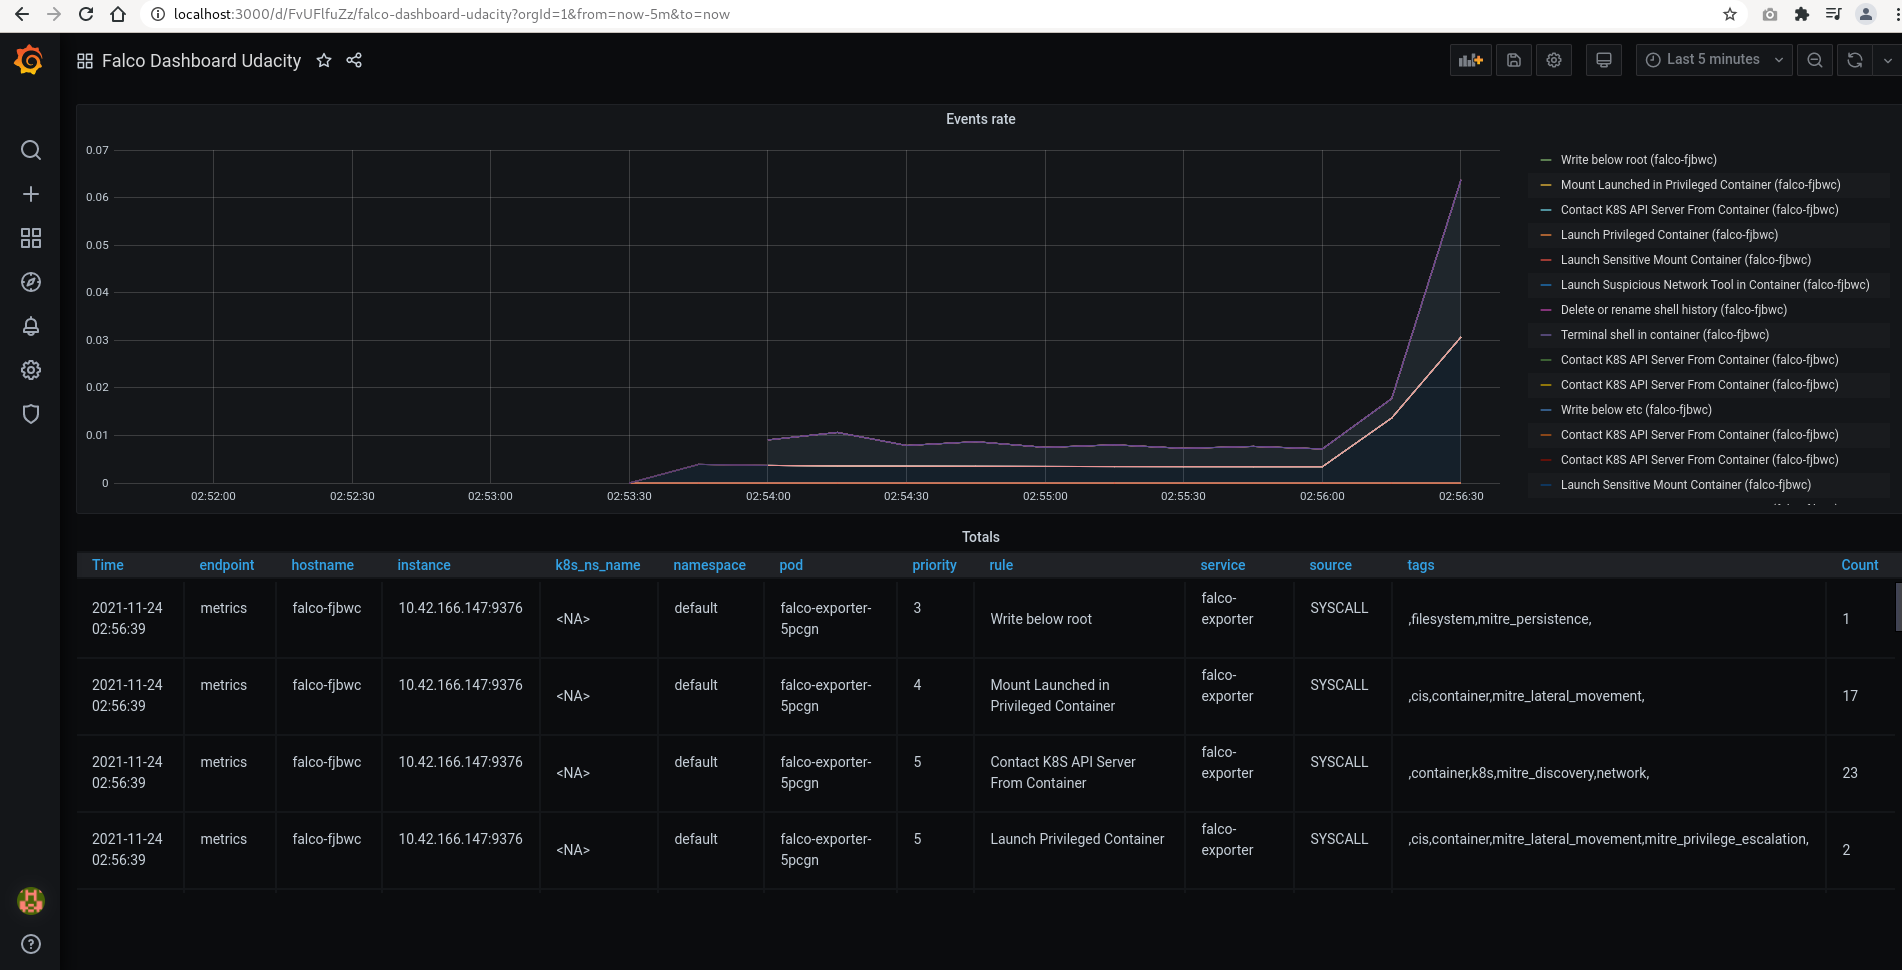 localhost:3000/d/FvUFlfuZz/falco-dashboard-udacity?orgId=1&from=now-5m&to=now
Falco Dashboard Udacity
Last 5 minutes
Events rate
0.07
0.06
0.05
0.04
0.03
0.02
0.01
0
02:52:00 02:52:30 02:53:00 02:53:30 02:54:00 02:54:30 02:55:00 02:55:30 02:56:00 02:56:30
Write below root (falco-fjbwc)
Mount Launched in Privileged Container (falco-fjbwc)
Contact K8S API Server From Container (falco-fjbwc)
Launch Privileged Container (falco-fjbwc)
Launch Sensitive Mount Container (falco-fjbwc)
Launch Suspicious Network Tool in Container (falco-fjbwc)
Delete or rename shell history (falco-fjbwc)
Terminal shell in container (falco-fjbwc)
Contact K8S API Server From Container (falco-fjbwc)
Contact K8S API Server From Container (falco-fjbwc)
Write below etc (falco-fjbwc)
Contact K8S API Server From Container (falco-fjbwc)
Contact K8S API Server From Container (falco-fjbwc)
Launch Sensitive Mount Container (falco-fjbwc)
Totals
Time endpoint hostname instance k8s_ns_name namespace pod priority rule service source tags Count
2021-11-24 02:56:39 metrics falco-fjbwc 10.42.166.147:9376 <NA> default falco-exporter-5pcgn 3 Write below root falco-exporter SYSCALL ,filesystem,mitre_persistence, 1
2021-11-24 02:56:39 metrics falco-fjbwc 10.42.166.147:9376 <NA> default falco-exporter-5pcgn 4 Mount Launched in Privileged Container falco-exporter SYSCALL ,cis,container,mitre_lateral_movement, 17
2021-11-24 02:56:39 metrics falco-fjbwc 10.42.166.147:9376 <NA> default falco-exporter-5pcgn 5 Contact K8S API Server From Container falco-exporter SYSCALL ,container,k8s,mitre_discovery,network, 23
2021-11-24 02:56:39 metrics falco-fjbwc 10.42.166.147:9376 <NA> default falco-exporter-5pcgn 5 Launch Privileged Container falco-exporter SYSCALL ,cis,container,mitre_lateral_movement,mitre_privilege_escalation, 2